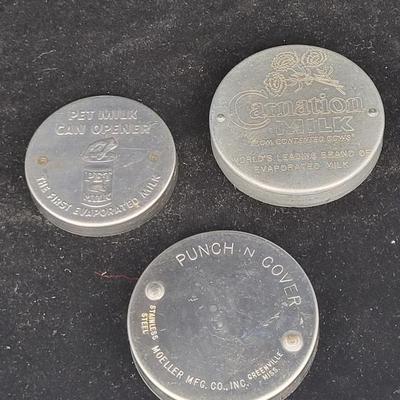 PET MILK
CAN OPENER
PET
MILK
THE FIRST EVAPORATED MILK
Carnation
MILK
"FROM CONTENTED COWS"
WORLD'S LEADING BRAND OF
EVAPORATED MILK
PUNCH N COVER
STAINLESS
STEEL
MOELLER MFG. CO., INC.
GREENVILLE
MISS.